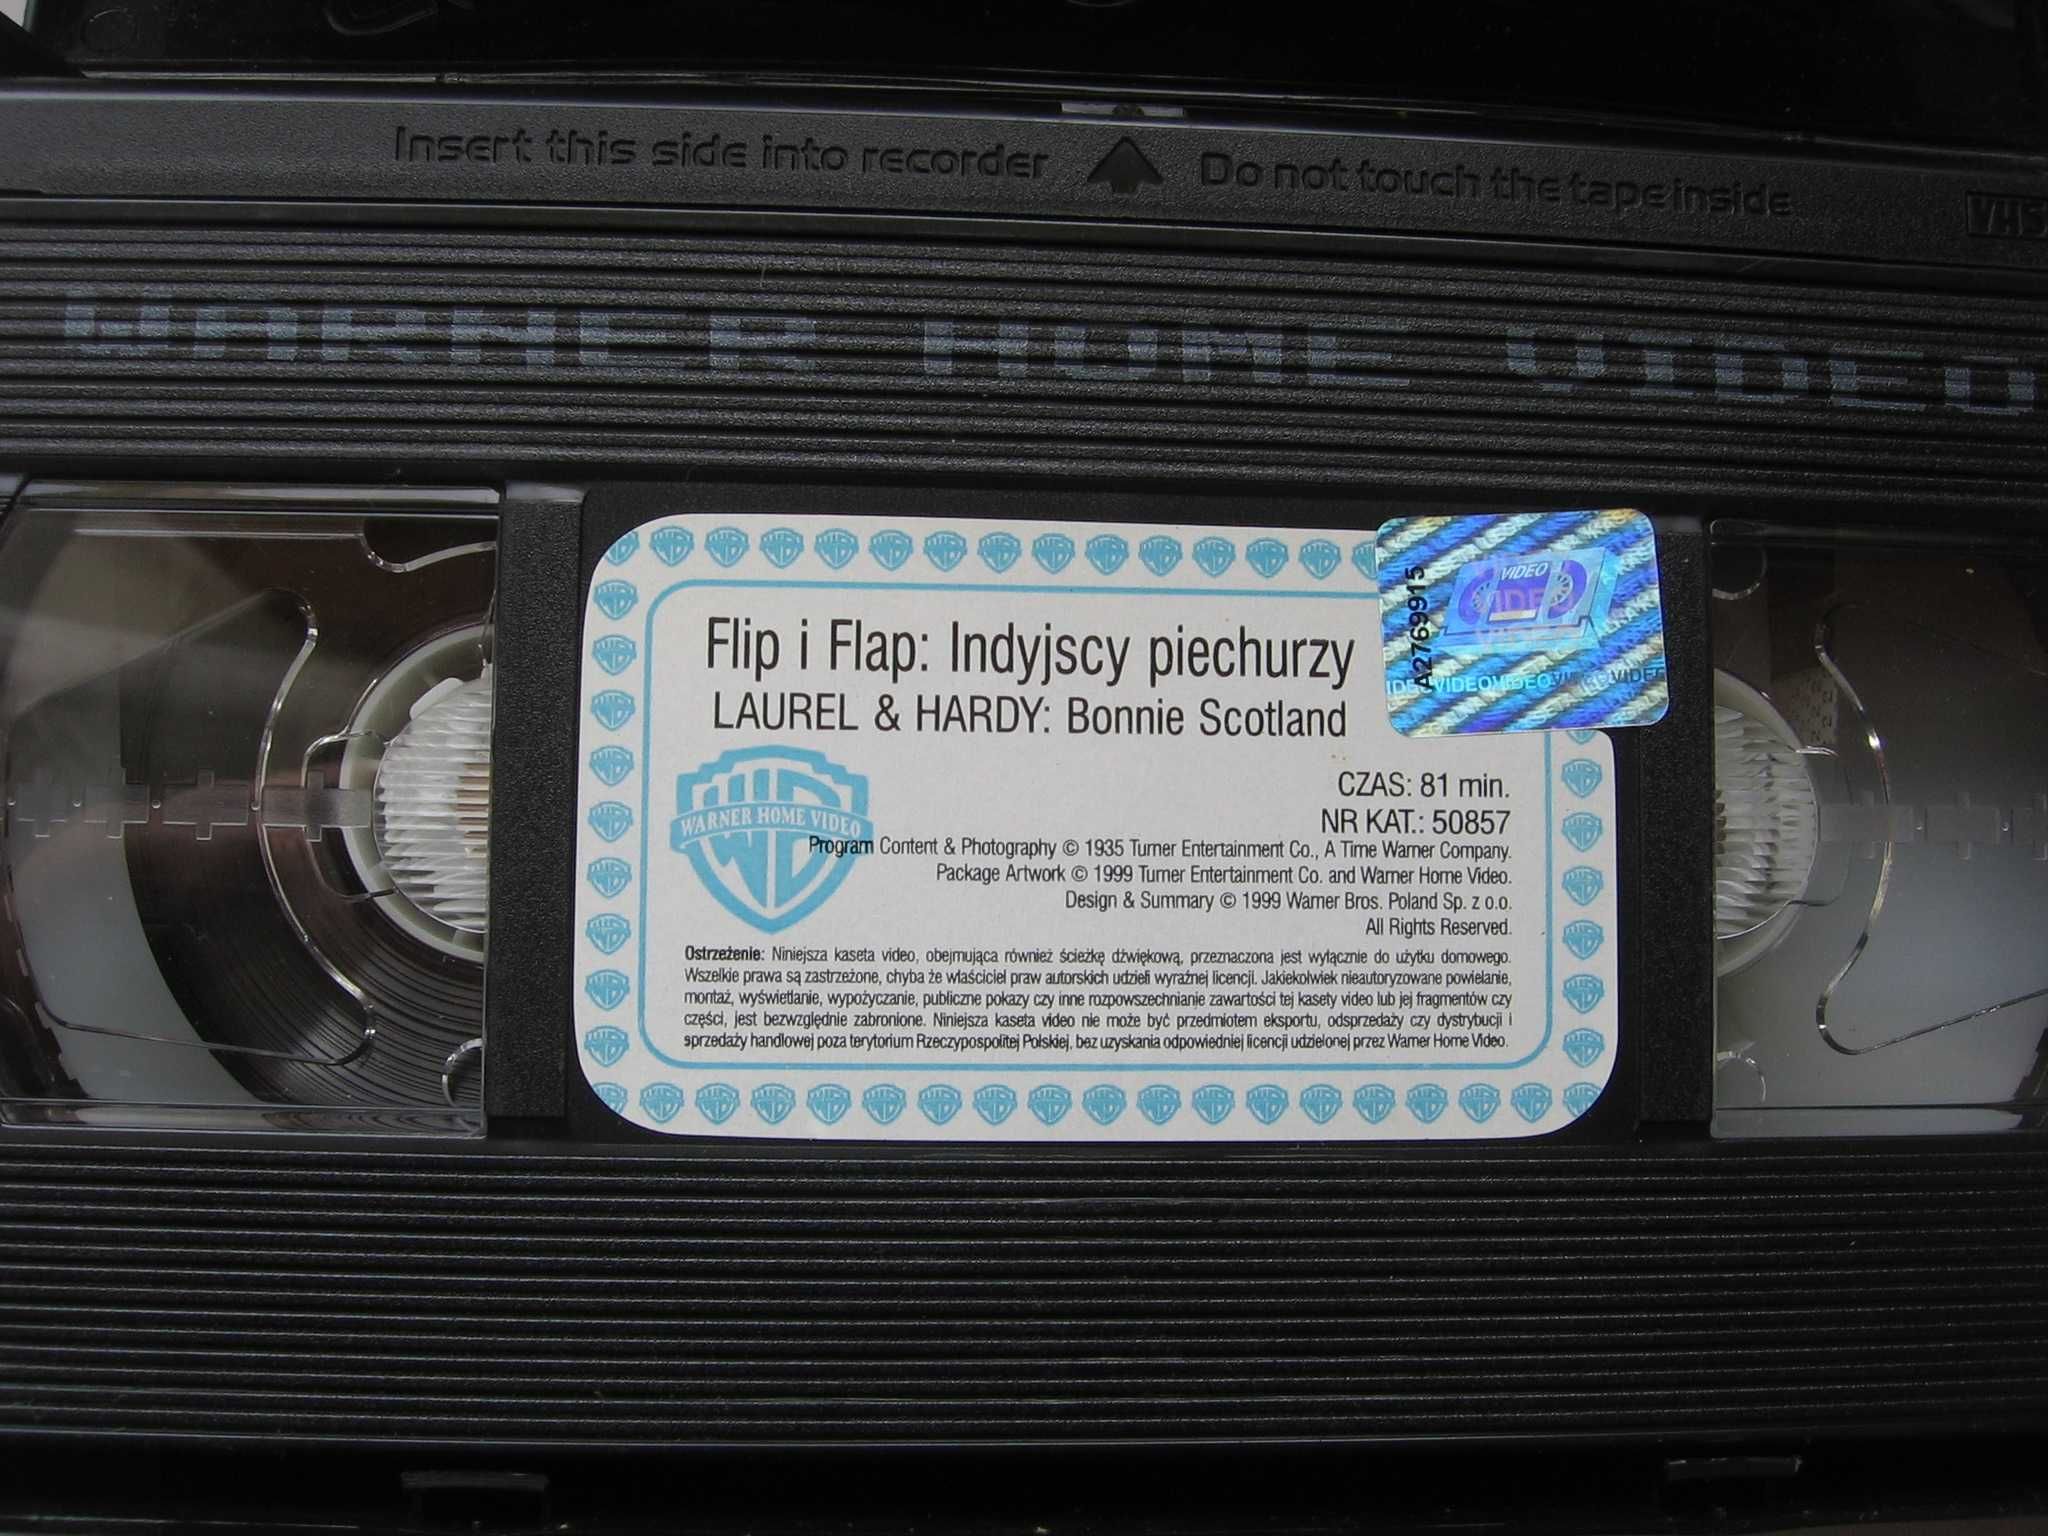 Insert this side into recorder Do not touch the tape inside
VHS
WARNER HOME VIDEO
Flip i Flap: Indyjscy piechurzy
LAUREL & HARDY: Bonnie Scotland
A2769915
VIDEO
WARNER HOME VIDEO
CZAS: 81 min.
NR KAT.: 50857
Program Content & Photography © 1935 Turner Entertainment Co., A Time Warner Company.
Package Artwork © 1999 Turner Entertainment Co. and Warner Home Video.
Design & Summary © 1999 Warner Bros. Poland Sp. z o.o.
All Rights Reserved.
Ostrzeżenie: Niniejsza kaseta video, obejmująca również ścieżkę dźwiękową, przeznaczona jest wyłącznie do użytku domowego.
Wszelkie prawa są zastrzeżone, chyba że właściciel praw autorskich udzieli wyraźnej licencji. Jakiekolwiek nieautoryzowane powielanie,
montaż, wyświetlanie, wypożyczanie, publiczne pokazy czy inne rozpowszechnianie zawartości tej kasety video lub jej fragmentów czy
części, jest bezwzględnie zabronione. Niniejsza kaseta video nie może być przedmiotem eksportu, odsprzedaży czy dystrybucji i
sprzedaży handlowej poza terytorium Rzeczypospolitej Polskiej, bez uzyskania odpowiedniej licencji udzielonej przez Warner Home Video.